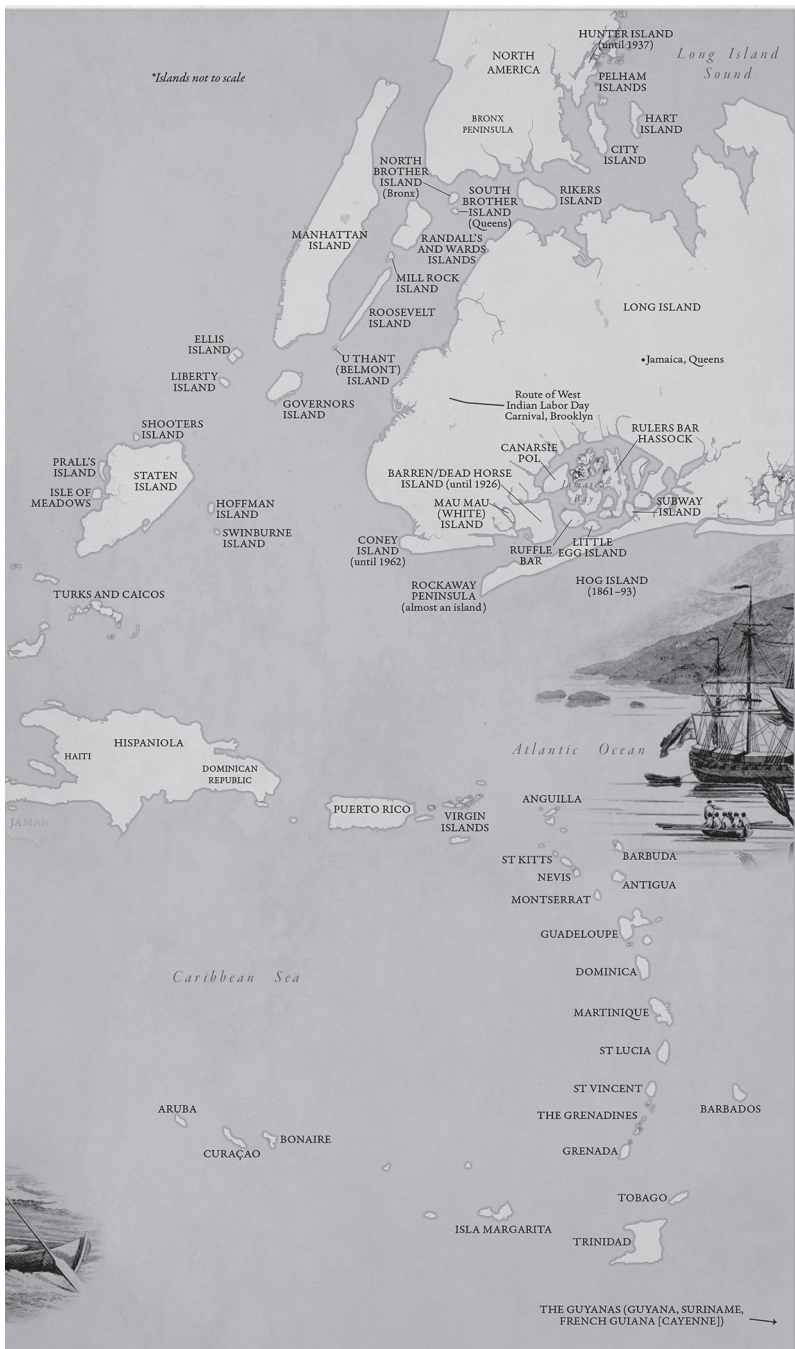 HUNTER ISLAND
(until 1937)
Long Island
Sound
*Islands not to scale
NORTH
AMERICA
PELHAM
ISLANDS
BRONX
PENINSULA
HART
ISLAND
CITY
ISLAND
NORTH
BROTHER
ISLAND
(Bronx)
SOUTH
BROTHER
ISLAND
(Queens)
RIKERS
ISLAND
MANHATTAN
ISLAND
RANDALL'S
AND WARDS
ISLANDS
MILL ROCK
ISLAND
ROOSEVELT
ISLAND
LONG ISLAND
ELLIS
ISLAND
U THANT
(BELMONT)
ISLAND
•Jamaica, Queens
LIBERTY
ISLAND
GOVERNORS
ISLAND
Route of West
Indian Labor Day
Carnival, Brooklyn
SHOOTERS
ISLAND
RULERS BAR
HASSOCK
CANARSIE
POL
PRALL'S
ISLAND
STATEN
ISLAND
BARREN/DEAD HORSE
ISLAND (until 1926)
Jamaica
Bay
ISLE OF
MEADOWS
HOFFMAN
ISLAND
MAU MAU
(WHITE)
ISLAND
SUBWAY
ISLAND
SWINBURNE
ISLAND
CONEY
ISLAND
(until 1962)
RUFFLE
BAR
LITTLE
EGG ISLAND
ROCKAWAY
PENINSULA
(almost an island)
HOG ISLAND
(1861–93)
TURKS AND CAICOS
HISPANIOLA
HAITI
DOMINICAN
REPUBLIC
Atlantic Ocean
JAMAIC
PUERTO RICO
VIRGIN
ISLANDS
ANGUILLA
ST KITTS
BARBUDA
NEVIS
ANTIGUA
MONTSERRAT
GUADELOUPE
DOMINICA
Caribbean Sea
MARTINIQUE
ST LUCIA
ST VINCENT
ARUBA
BARBADOS
THE GRENADINES
CURAÇAO
BONAIRE
GRENADA
TOBAGO
ISLA MARGARITA
TRINIDAD
THE GUYANAS (GUYANA, SURINAME,
FRENCH GUIANA [CAYENNE])